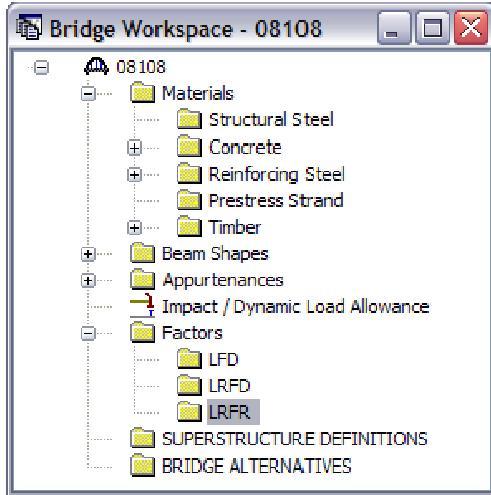 Bridge Workspace - 08108
08108
Materials
Structural Steel
Concrete
Reinforcing Steel
Prestress Strand
Timber
Beam Shapes
Appurtenances
Impact / Dynamic Load Allowance
Factors
LFD
LRFD
LRFR
SUPERSTRUCTURE DEFINITIONS
BRIDGE ALTERNATIVES